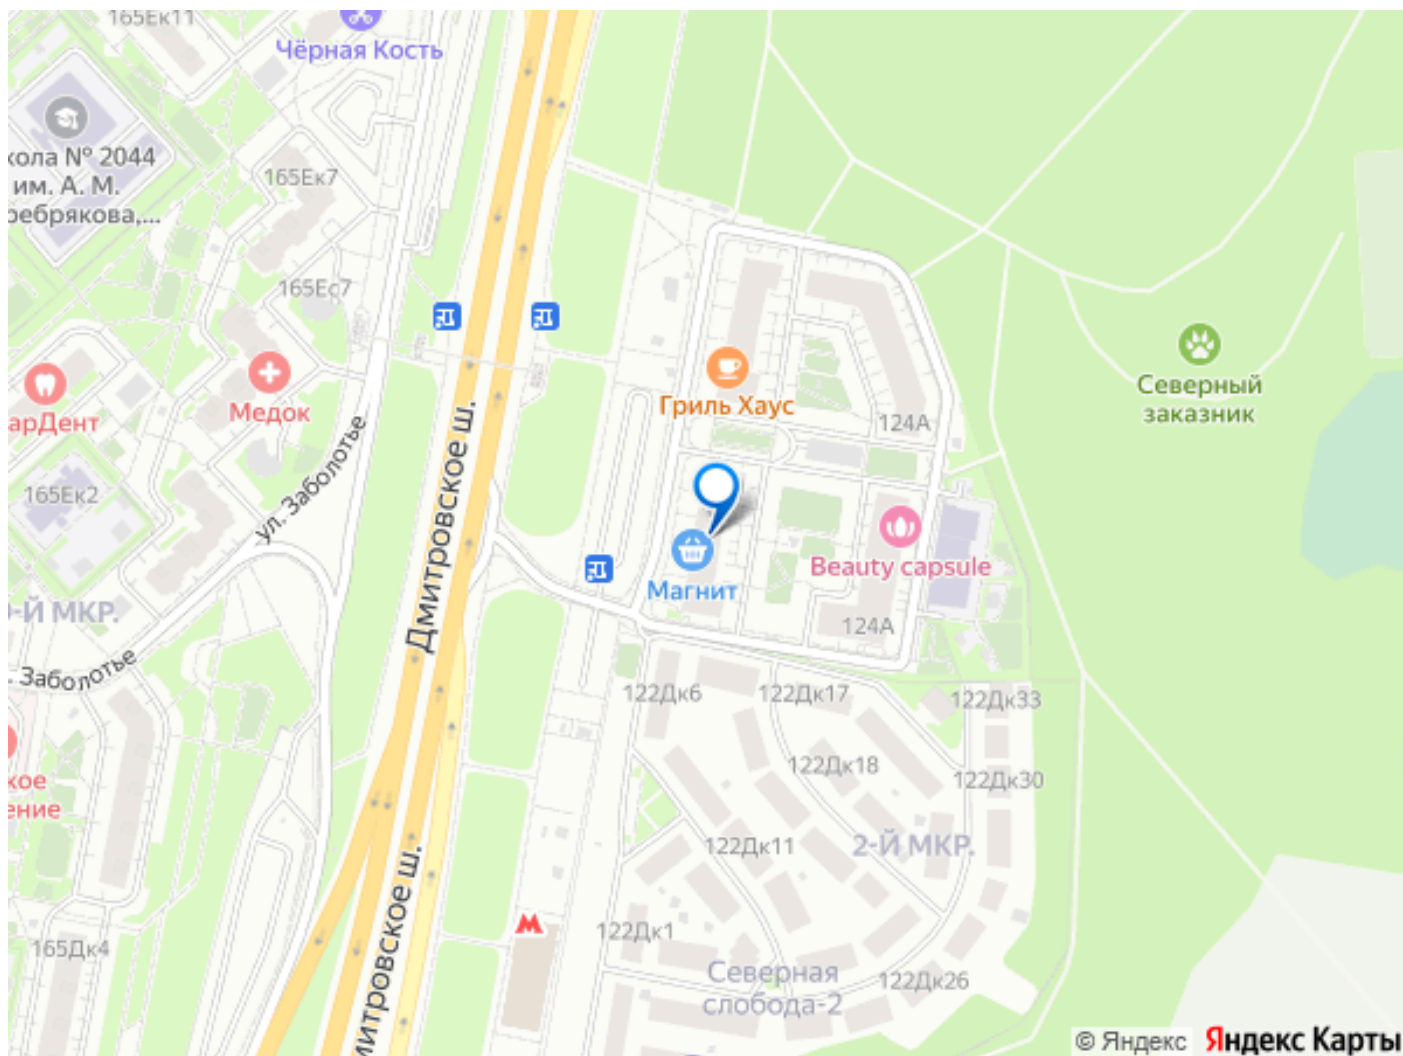 165Ек11
Чёрная Кость
кола № 2044
им. А. М.
ребрякова,...
165Ек7
165Ес7
Северный
заказник
Медок
арДент
Гриль Хаус
124А
Дмитровское ш.
ул. Заболотье
165Ек2
Beauty capsule
Магнит
-Й МКР.
124А
. Заболотье
122Дк6
122Дк17
122Дк33
122Дк18
122Дк30
кое
ение
122Дк11
2-Й МКР.
митровское ш.
М
122Дк1
165Дк4
Северная
слобода-2
122Дк26
© Яндекс Яндекс Карты